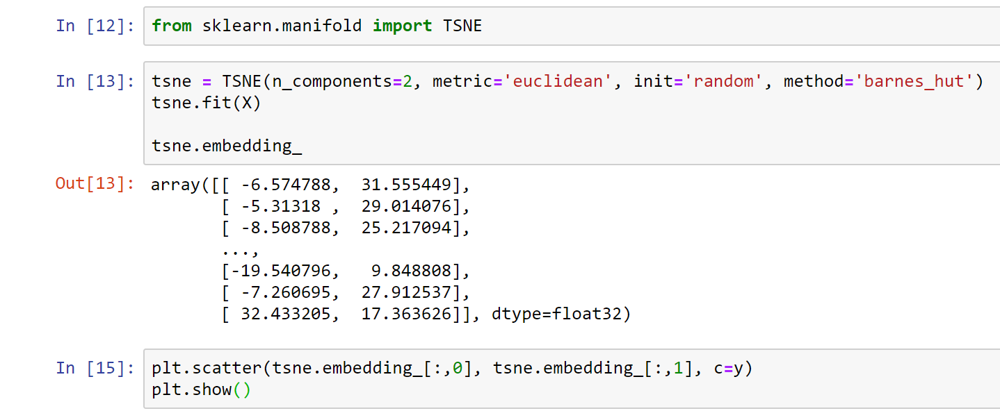 In [12]: from sklearn.manifold import TSNE
In [13]: tsne = TSNE(n_components=2, metric='euclidean', init='random', method='barnes_hut')
tsne.fit(X)
tsne.embedding_
Out[13]: array([[ -6.574788,  31.555449],
[ -5.31318 ,  29.014076],
[ -8.508788,  25.217094],
...,
[-19.540796,   9.848808],
[ -7.260695,  27.912537],
[ 32.433205,  17.363626]], dtype=float32)
In [15]: plt.scatter(tsne.embedding_[:,0], tsne.embedding_[:,1], c=y)
plt.show()